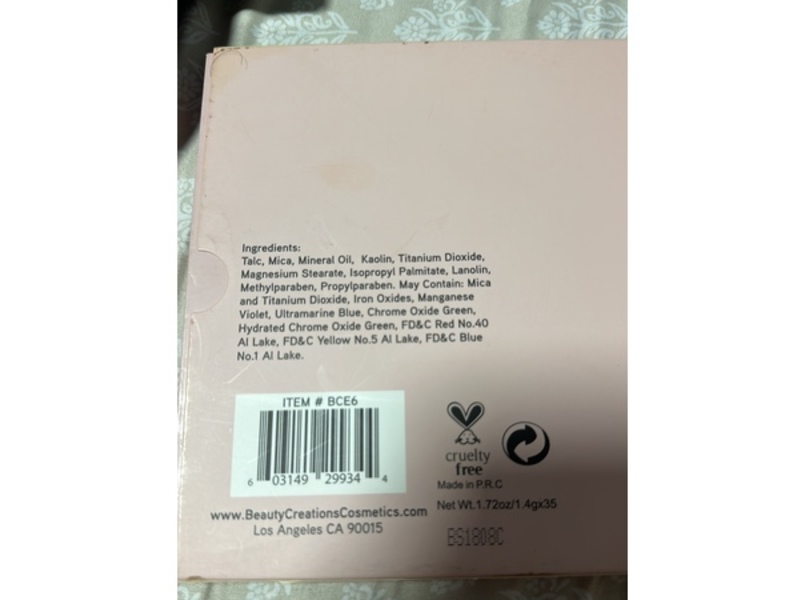 Ingredients:
Talc, Mica, Mineral Oil, Kaolin, Titanium Dioxide,
Magnesium Stearate, Isopropyl Palmitate, Lanolin,
Methylparaben, Propylparaben. May Contain: Mica
and Titanium Dioxide, Iron Oxides, Manganese
Violet, Ultramarine Blue, Chrome Oxide Green,
Hydrated Chrome Oxide Green, FD&C Red No.40
Al Lake, FD&C Yellow No.5 Al Lake, FD&C Blue
No.1 Al Lake.
ITEM # BCE6
6 03149 29934 4
cruelty
free
Made in P.R.C
Net Wt.1.72oz/1.4gx35
www.BeautyCreationsCosmetics.com
Los Angeles CA 90015
BS1808C